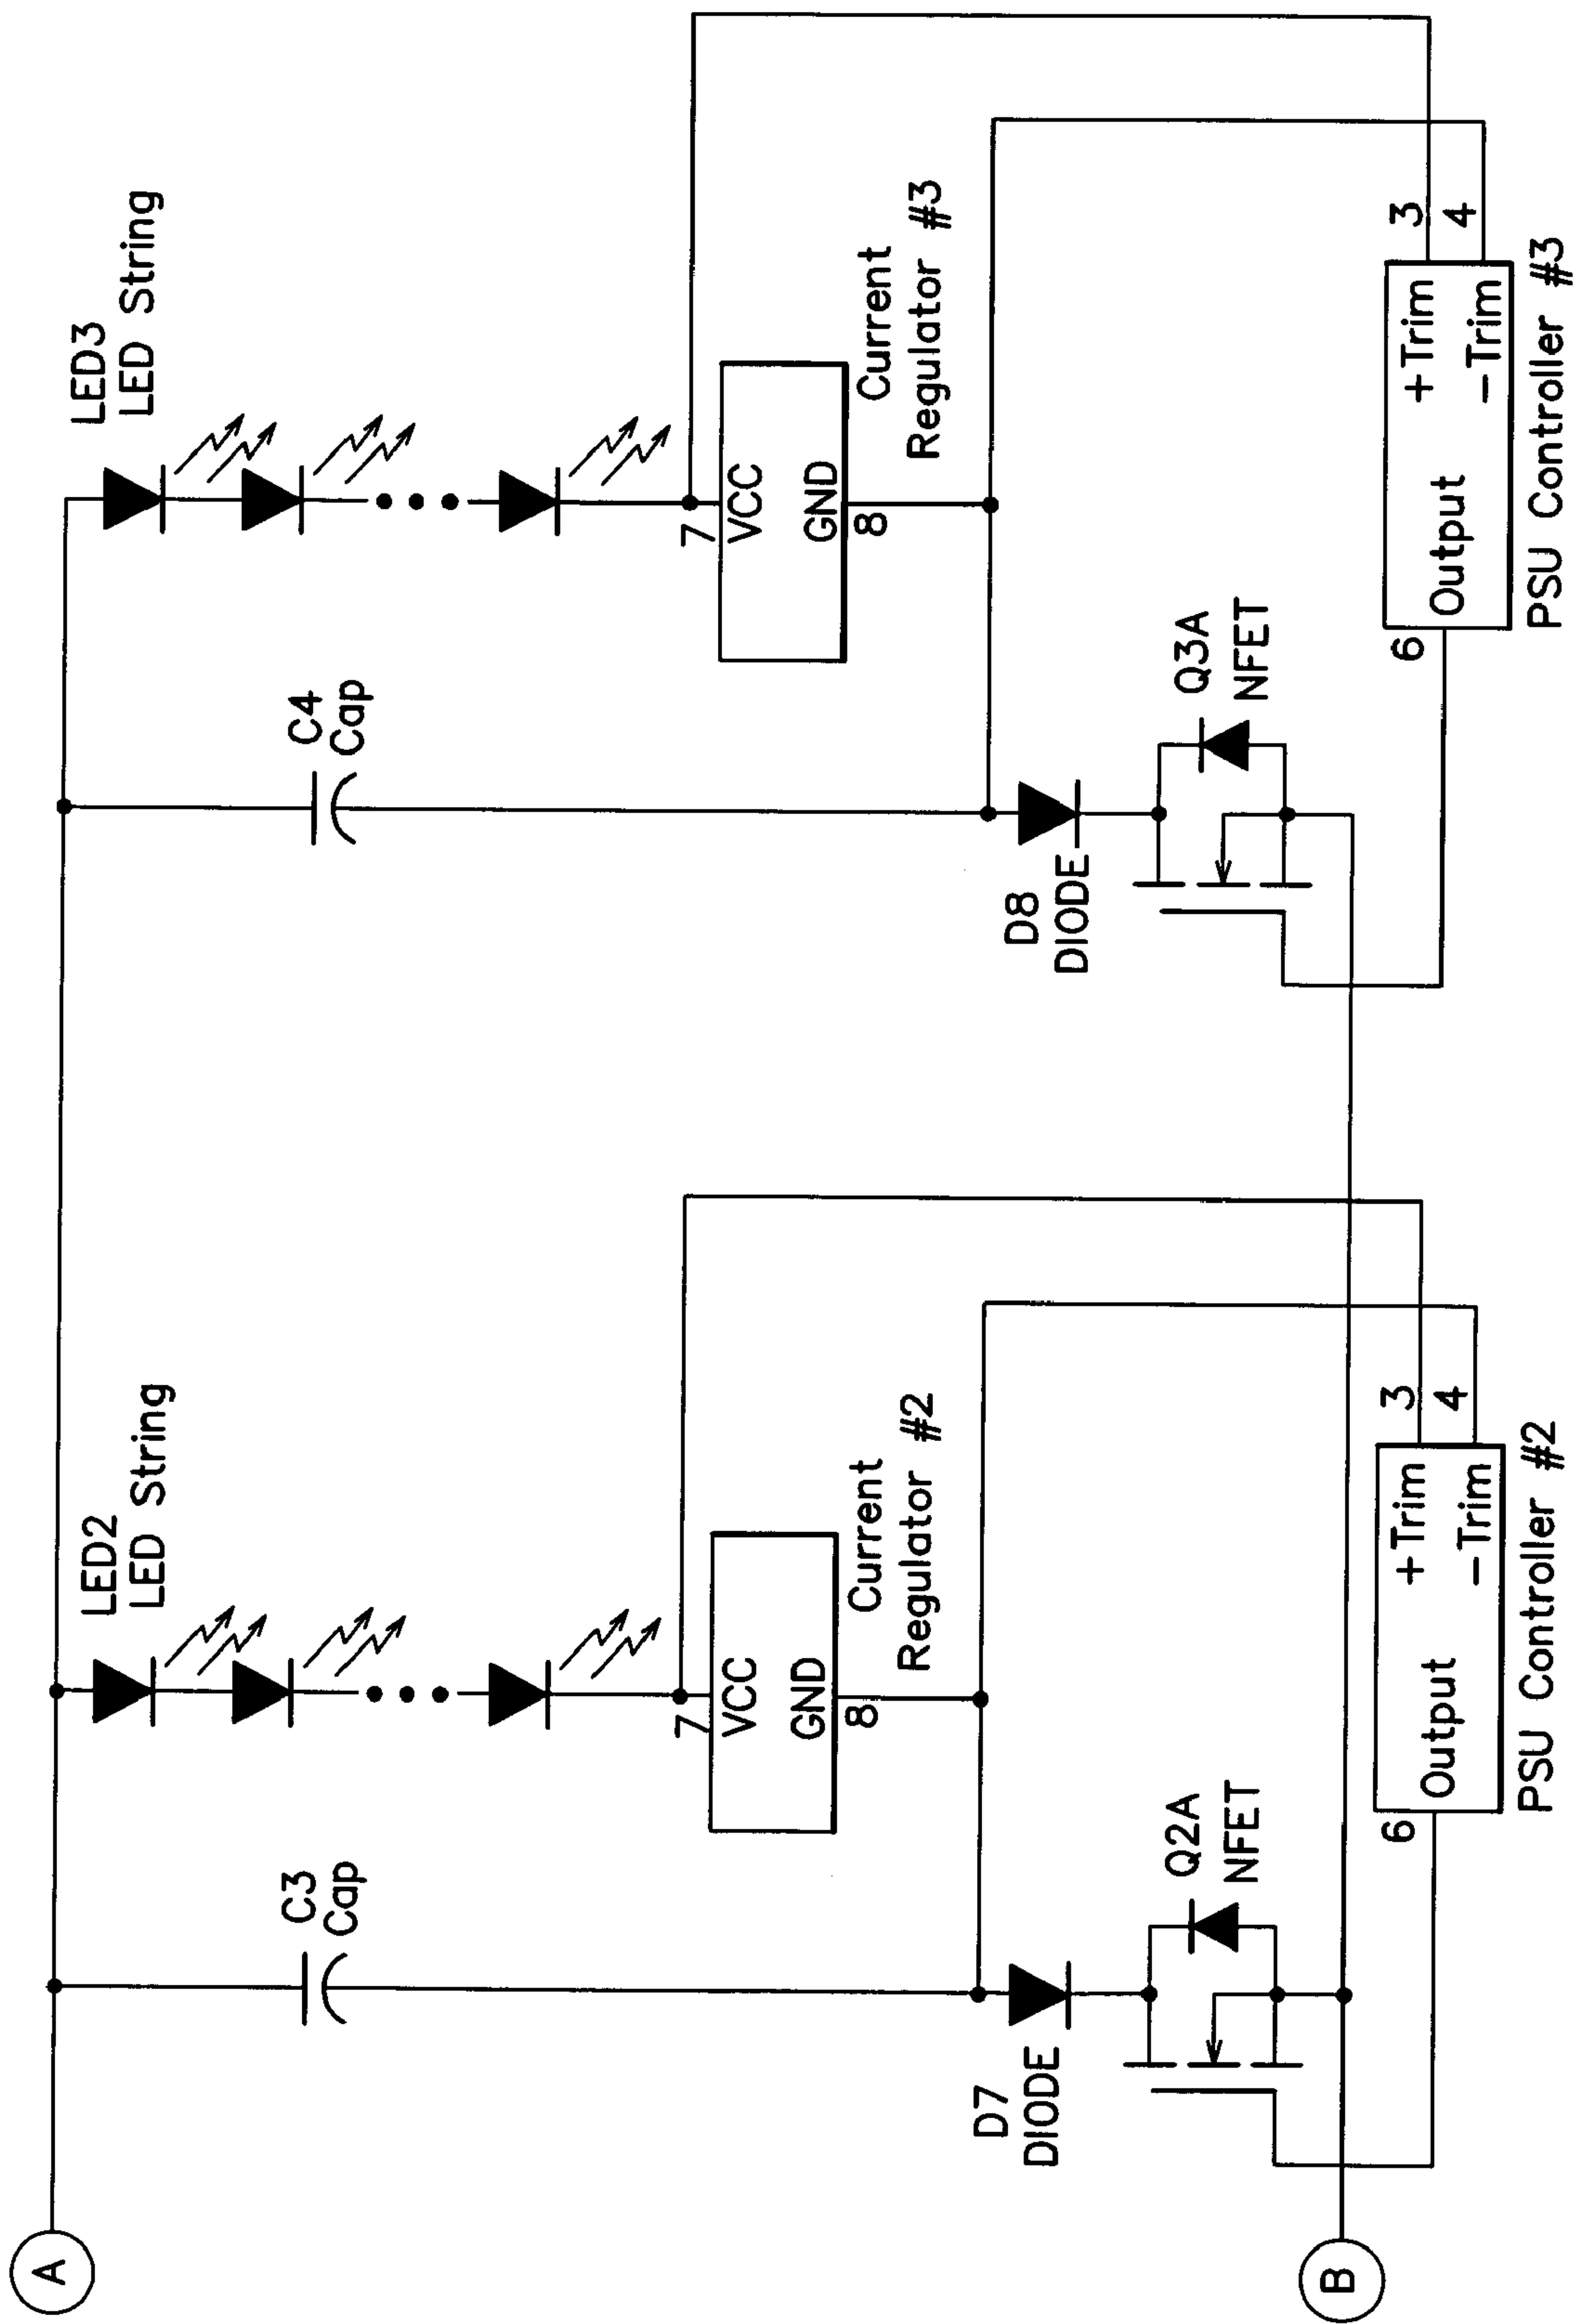 A
C3
Cap
LED2
LED String
7
VCC
GND
8
Current
Regulator #2
D7
DIODE
Q2A
NFET
B
6
Output
+Trim
-Trim
3
4
PSU Controller #2
C4
Cap
LED3
LED String
7
VCC
GND
8
Current
Regulator #3
D8
DIODE
Q3A
NFET
6
Output
+Trim
-Trim
3
4
PSU Controller #3